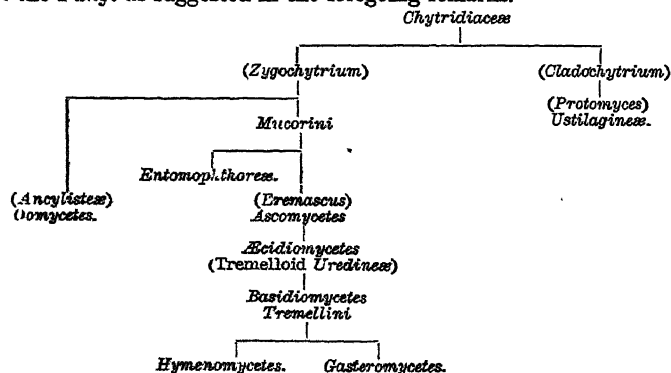 the Fungi as suggested in the foregoing remarks.
Chytridiaceæ
(Zygochytrium) (Cladochytrium)
(Protomyces)
Mucorini Ustilagineæ.
Entomophthoreæ.
(Ancylisteæ) (Eremascus)
Oomycetes. Ascomycetes
Æcidiomycetes
(Tremelloid Uredineæ)
Basidiomycetes
Tremellini
Hymenomycetes. Gasteromycetes.